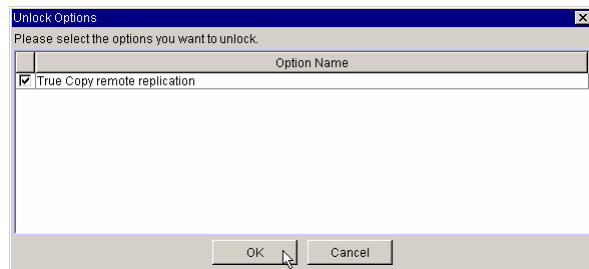 Unlock Options
Please select the options you want to unlock.
Option Name
True Copy remote replication
OK Cancel